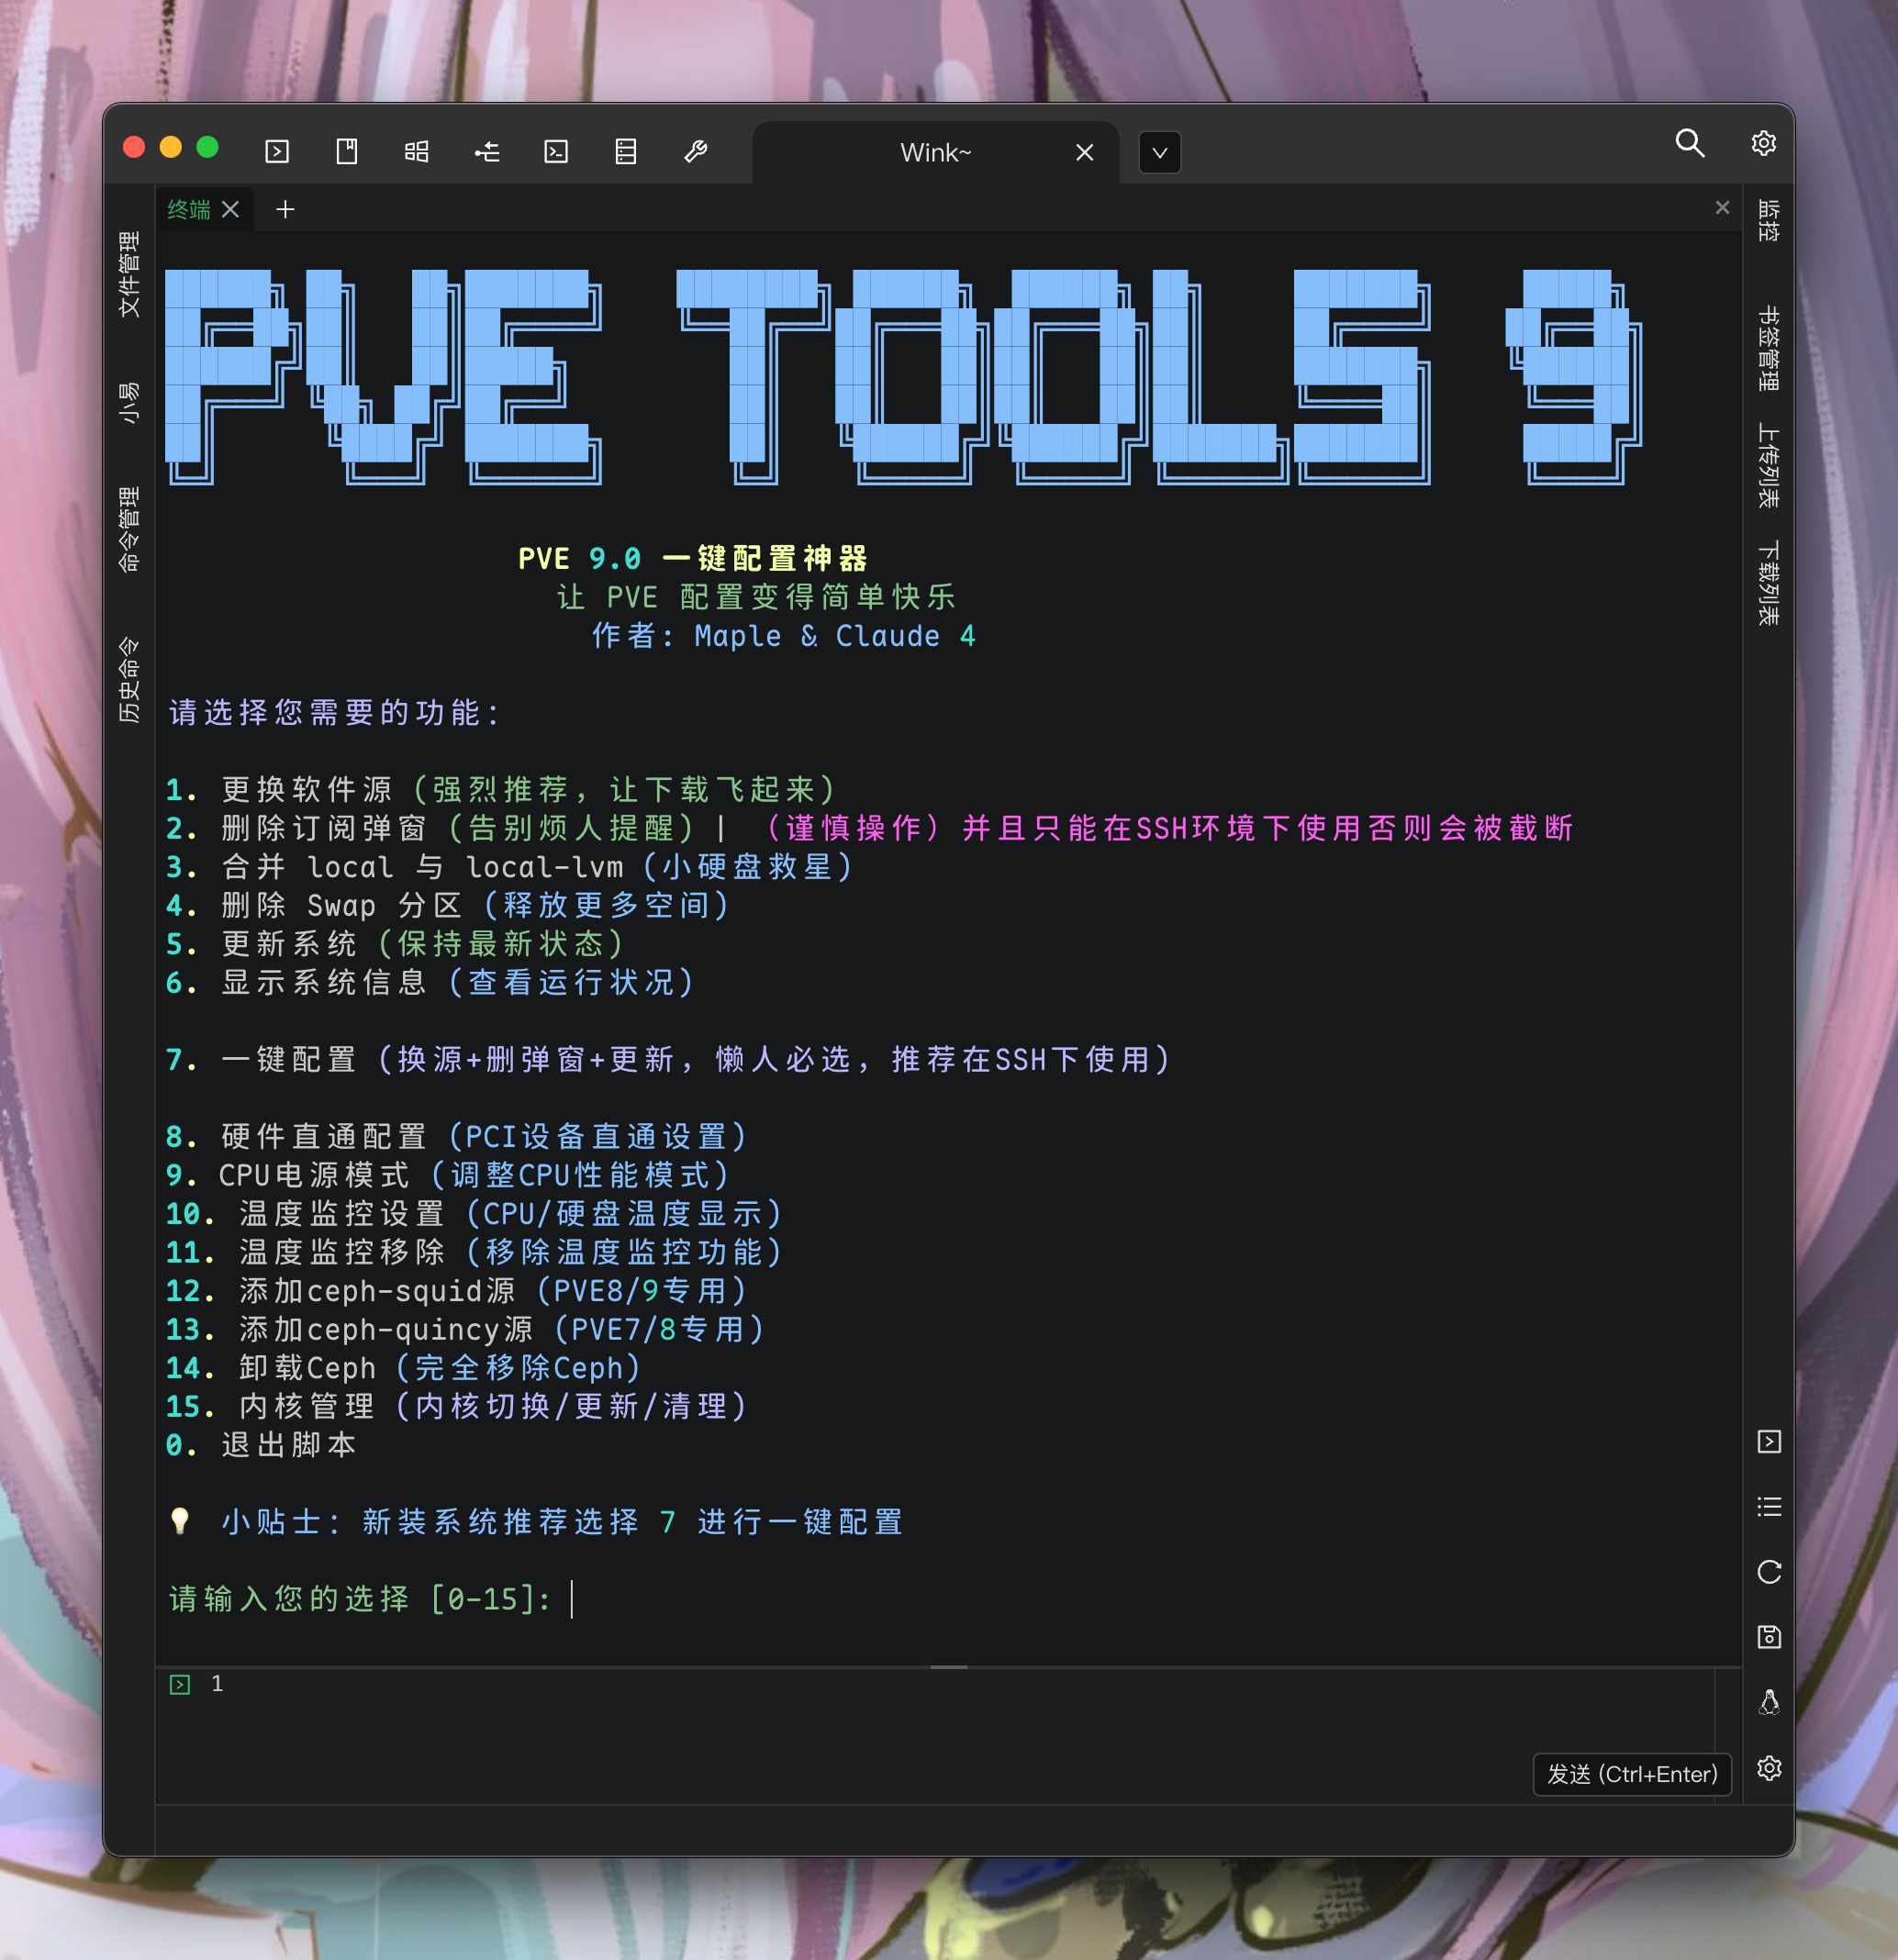 Wink~
终端
文件管理
小易
命令管理
历史命令
监控
书签管理
上传列表
下载列表
PVE TOOLS 9
PVE 9.0 一键配置神器
让 PVE 配置变得简单快乐
作者: Maple & Claude 4
请选择您需要的功能:
1. 更换软件源 (强烈推荐, 让下载飞起来)
2. 删除订阅弹窗 (告别烦人提醒) | （谨慎操作）并且只能在SSH环境下使用否则会被截断
3. 合并 local 与 local-lvm (小硬盘救星)
4. 删除 Swap 分区 (释放更多空间)
5. 更新系统 (保持最新状态)
6. 显示系统信息 (查看运行状况)
7. 一键配置 (换源+删弹窗+更新, 懒人必选, 推荐在SSH下使用)
8. 硬件直通配置 (PCI设备直通设置)
9. CPU电源模式 (调整CPU性能模式)
10. 温度监控设置 (CPU/硬盘温度显示)
11. 温度监控移除 (移除温度监控功能)
12. 添加ceph-squid源 (PVE8/9专用)
13. 添加ceph-quincy源 (PVE7/8专用)
14. 卸载Ceph (完全移除Ceph)
15. 内核管理 (内核切换/更新/清理)
0. 退出脚本
💡 小贴士: 新装系统推荐选择 7 进行一键配置
请输入您的选择 [0-15]:
1
发送 (Ctrl+Enter)